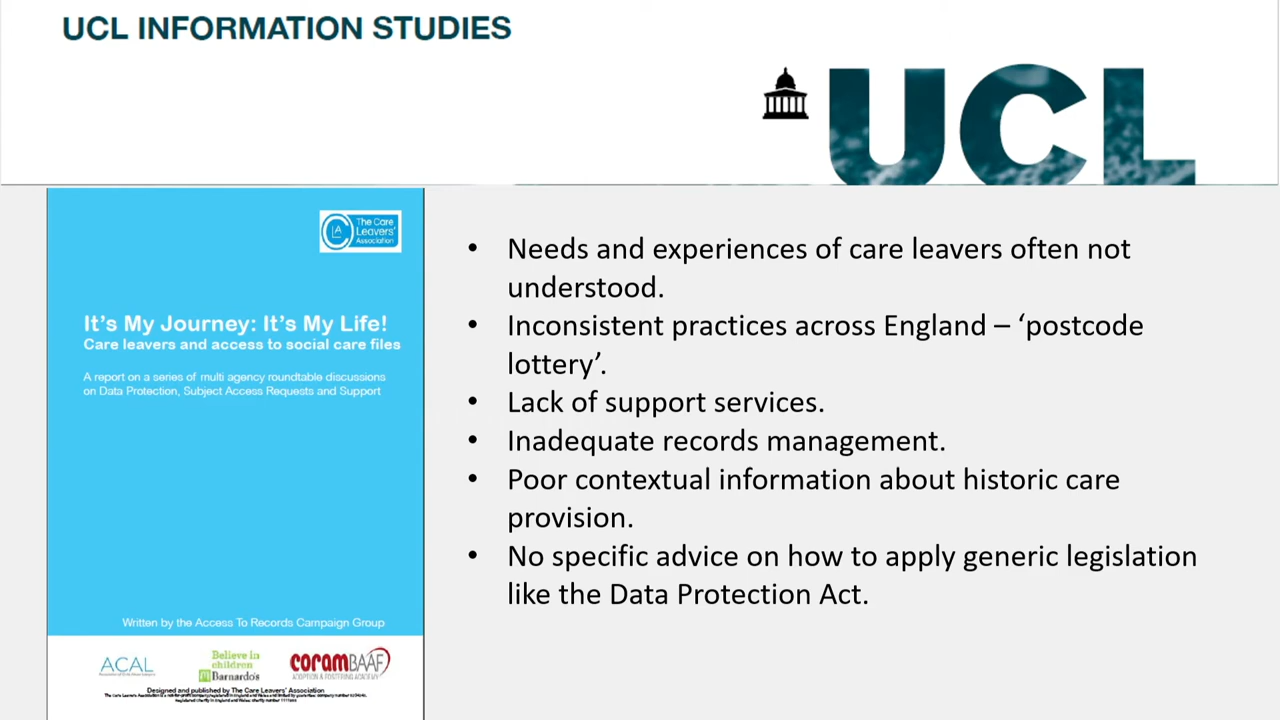 UCL INFORMATION STUDIES
UCL
The Care
Leavers'
Association
It's My Journey: It's My Life!
Care leavers and access to social care files
A report on a series of multi agency roundtable discussions
on Data Protection, Subject Access Requests and Support
Written by the Access To Records Campaign Group
ACAL
Believe in
children
Barnardo's
coramBAAF
ADOPTION & FOSTERING ACADEMY
Designed and published by The Care Leavers' Association
• Needs and experiences of care leavers often not
understood.
• Inconsistent practices across England – ‘postcode
lottery’.
• Lack of support services.
• Inadequate records management.
• Poor contextual information about historic care
provision.
• No specific advice on how to apply generic legislation
like the Data Protection Act.